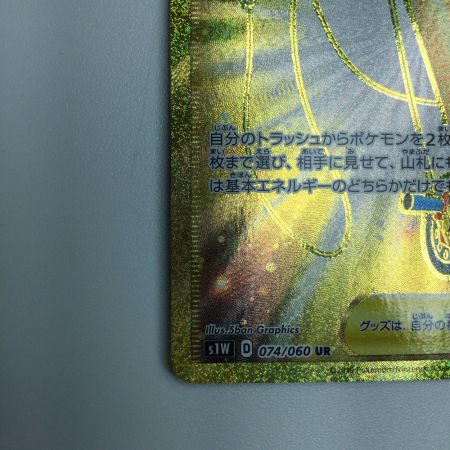 自分のトラッシュからポケモンを2枚
枚まで選び、相手に見せて、山札にも
は基本エネルギーのどちらかだけでも
Illus.5ban Graphics
グッズは、自分の番
s1W D 074/060 UR